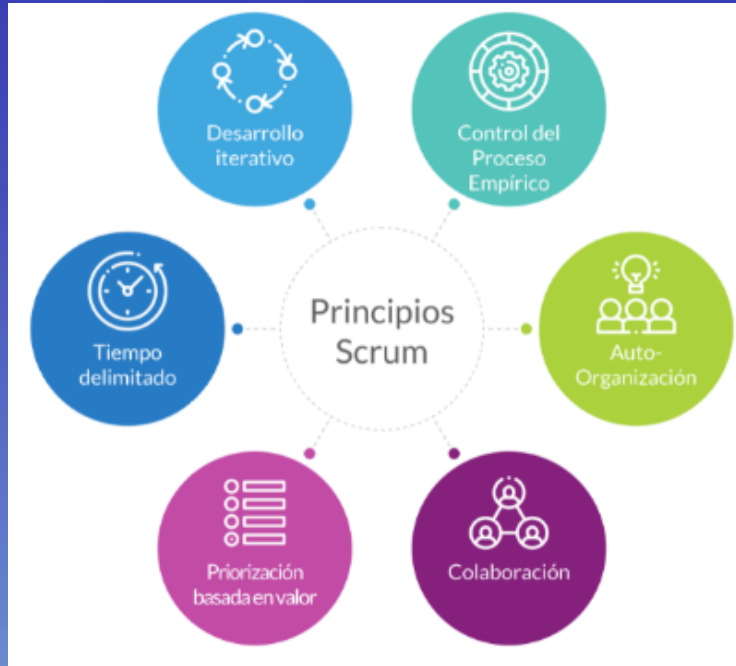 Desarrollo
iterativo
Control del
Proceso
Empírico
Principios
Scrum
Tiempo
delimitado
Auto-
Organización
Priorización
basada en valor
Colaboración